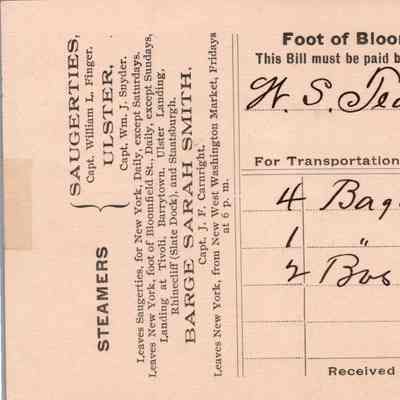 STEAMERS
SAUGERTIES,
Capt. William L. Finger,
ULSTER,
Capt. Wm. J. Snyder.
Leaves Saugerties, for New York, Daily, except Saturdays.
Leaves New York, foot of Bloomfield St., Daily, except Sundays,
Landing at Tivoli, Barrytown, Ulster Landing,
Rhinecliff (Slate Dock), and Staatsburgh.
BARGE SARAH SMITH.
Capt. J. F. Carnright.
Leaves New York, from New West Washington Market, Fridays
at 6 p. m.
Foot of Bloo
This Bill must be paid b
W. S.
For Transportation
4 Bag
1 "
2
Received